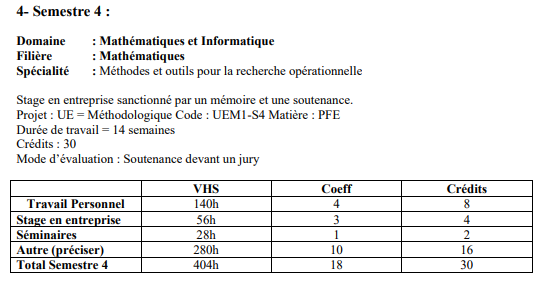 4- Semestre 4 :
Domaine : Mathématiques et Informatique
Filière : Mathématiques
Spécialité : Méthodes et outils pour la recherche opérationnelle
Stage en entreprise sanctionné par un mémoire et une soutenance.
Projet : UE = Méthodologique Code : UEM1-S4 Matière : PFE
Durée de travail = 14 semaines
Crédits : 30
Mode d'évaluation : Soutenance devant un jury
VHS Coeff Crédits
Travail Personnel 140h 4 8
Stage en entreprise 56h 3 4
Séminaires 28h 1 2
Autre (préciser) 280h 10 16
Total Semestre 4 404h 18 30